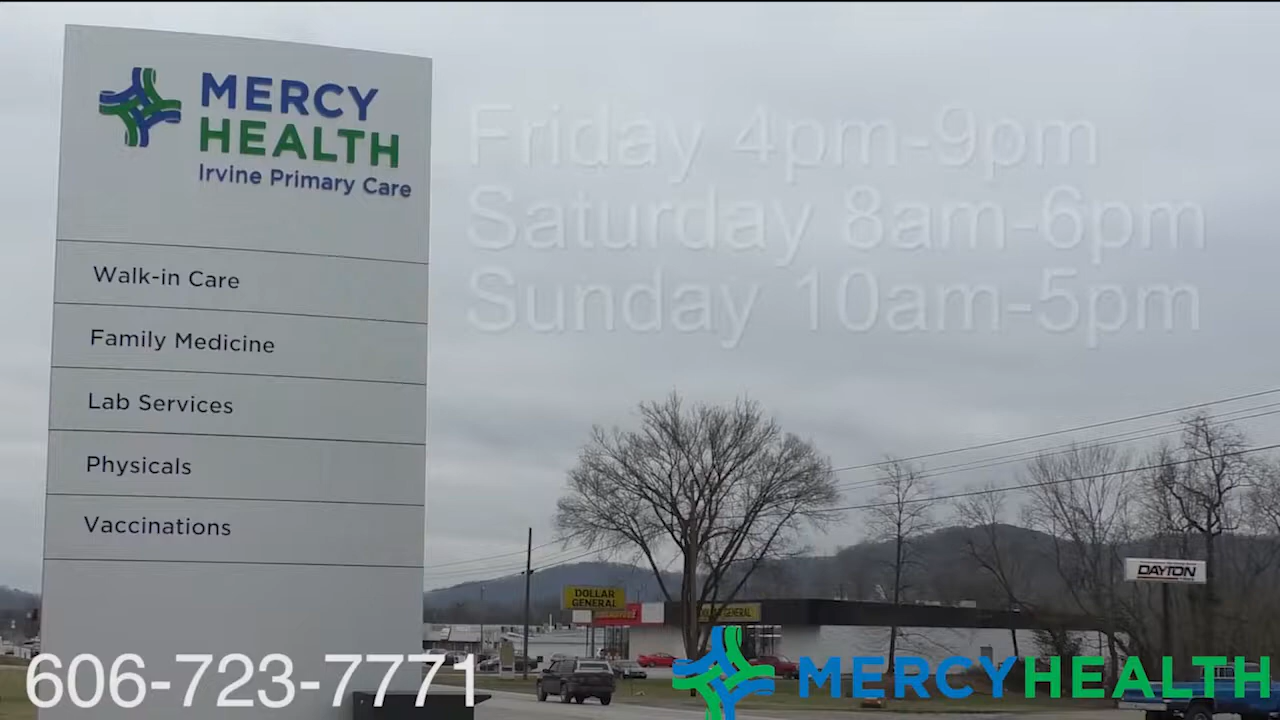 MERCY
HEALTH
Irvine Primary Care
Walk-in Care
Family Medicine
Lab Services
Physicals
Vaccinations
Friday 4pm-9pm
Saturday 8am-6pm
Sunday 10am-5pm
DOLLAR
GENERAL
GENERAL
DAYTON
606-723-7771
MERCYHEALTH